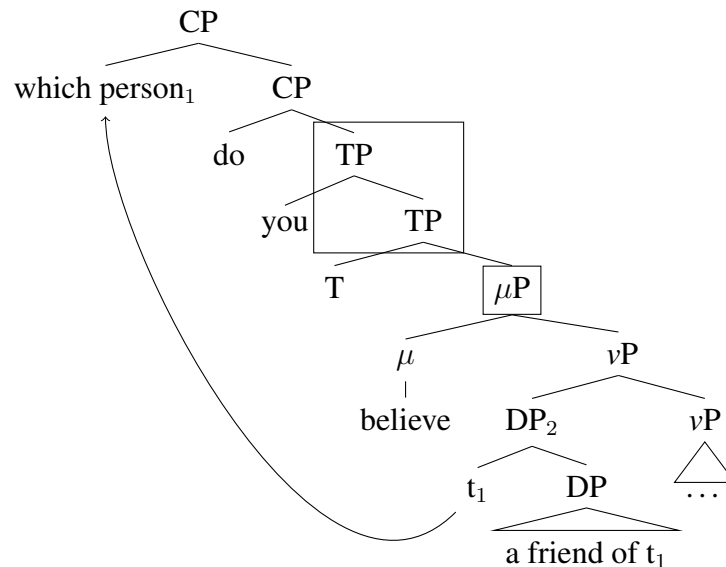 CP
which person₁ CP
do TP
you TP
T μP
μ vP
believe DP₂ vP
t₁ DP ...
a friend of t₁